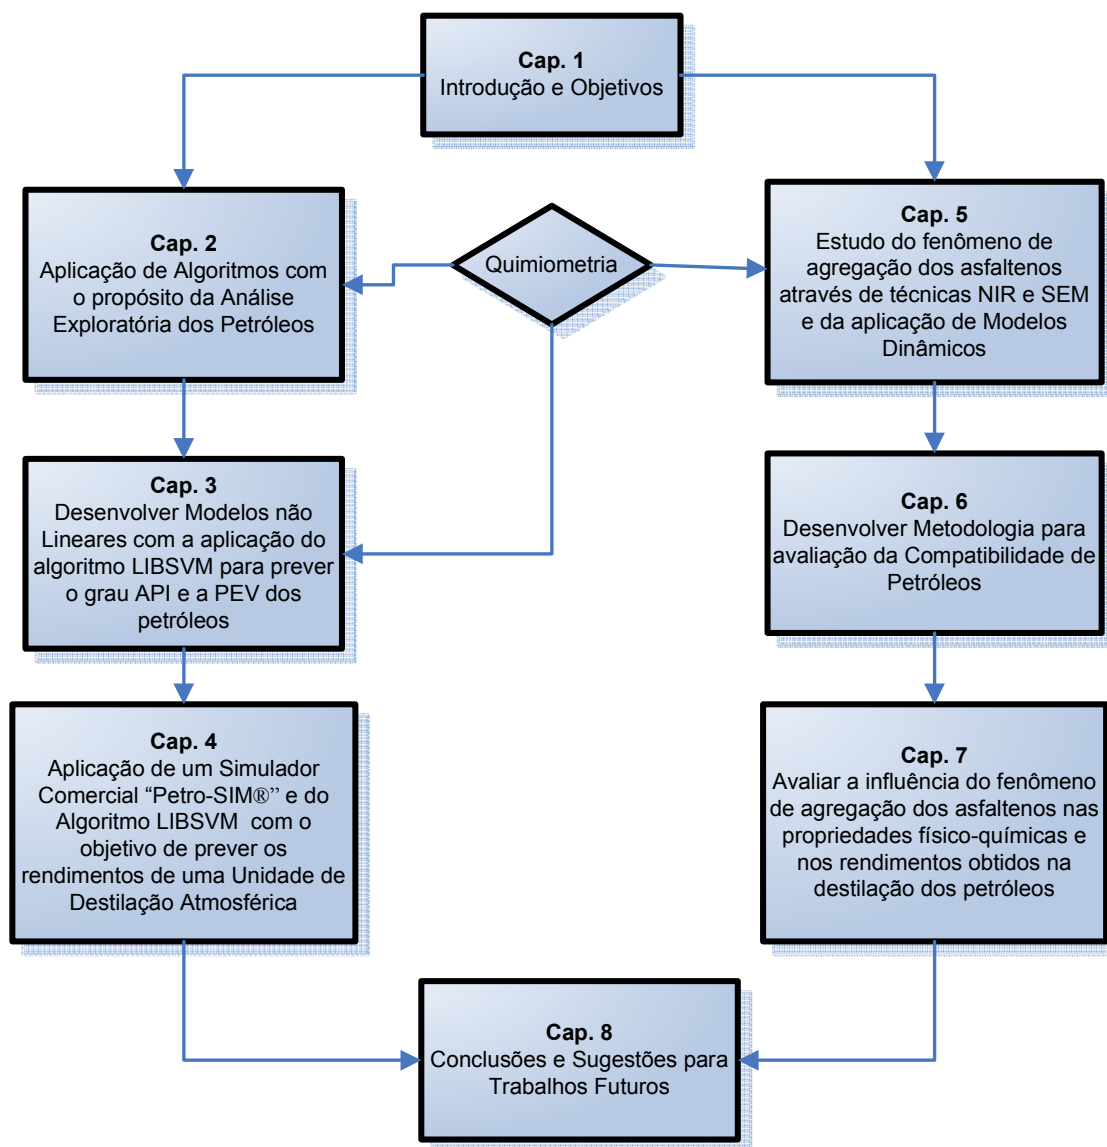 Cap. 1
Introdução e Objetivos
Cap. 2
Aplicação de Algoritmos com
o propósito da Análise
Exploratória dos Petróleos
Quimiometria
Cap. 5
Estudo do fenômeno de
agregação dos asfaltenos
através de técnicas NIR e SEM
e da aplicação de Modelos
Dinâmicos
Cap. 3
Desenvolver Modelos não
Lineares com a aplicação do
algoritmo LIBSVM para prever
o grau API e a PEV dos
petróleos
Cap. 6
Desenvolver Metodologia para
avaliação da Compatibilidade de
Petróleos
Cap. 4
Aplicação de um Simulador
Comercial “Petro-SIM®” e do
Algoritmo LIBSVM com o
objetivo de prever os
rendimentos de uma Unidade de
Destilação Atmosférica
Cap. 7
Avaliar a influência do fenômeno
de agregação dos asfaltenos nas
propriedades físico-químicas e
nos rendimentos obtidos na
destilação dos petróleos
Cap. 8
Conclusões e Sugestões para
Trabalhos Futuros